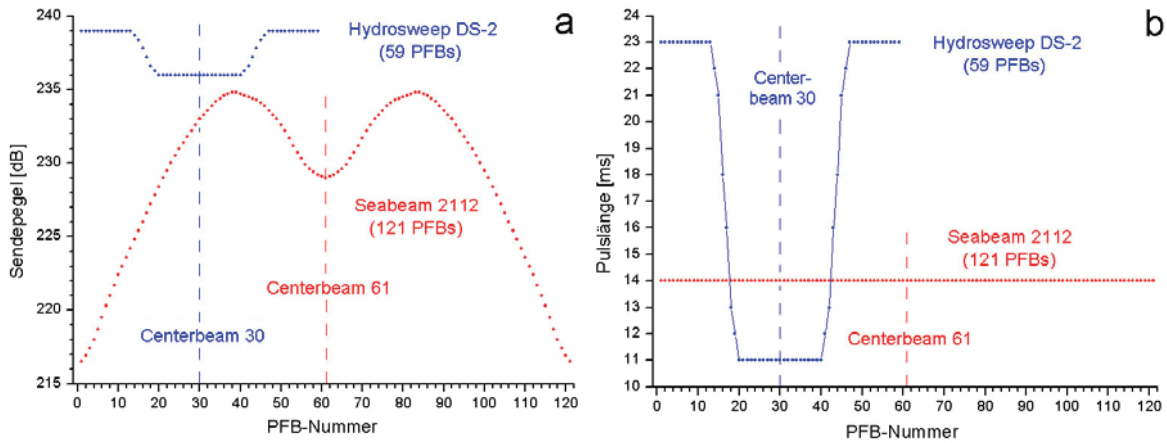 a
Hydrosweep DS-2
(59 PFBs)
Seabeam 2112
(121 PFBs)
Centerbeam 61
Centerbeam 30
Sendepegel [dB]
240
235
230
225
220
215
0 10 20 30 40 50 60 70 80 90 100 110 120
PFB-Nummer
b
Hydrosweep DS-2
(59 PFBs)
Center-
beam 30
Seabeam 2112
(121 PFBs)
Centerbeam 61
Pulslänge [ms]
24
23
22
21
20
19
18
17
16
15
14
13
12
11
10
0 10 20 30 40 50 60 70 80 90 100 110 120
PFB-Nummer